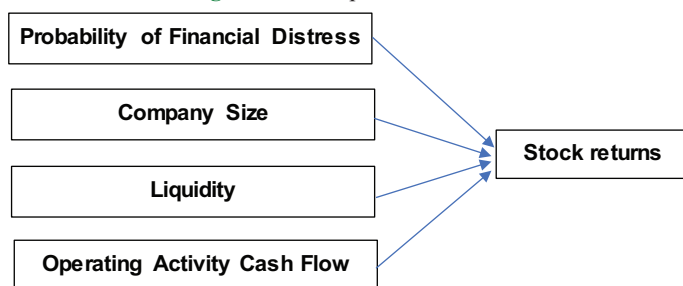 Probability of Financial Distress
Company Size
Stock returns
Liquidity
Operating Activity Cash Flow